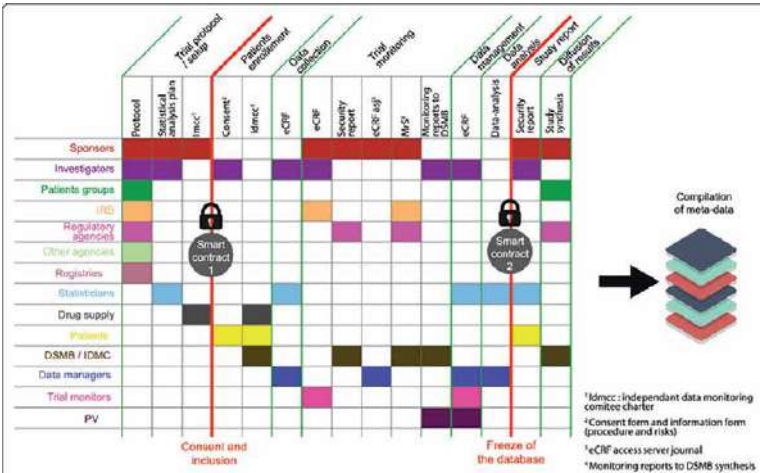 Trial protocol
/ setup
Patients
enrollement
Data
collection
Trial
monitoring
Data
management
Data
analysis
Study report
Diffusion
of results
Protocol
Statistical
analysis plan
Imcc¹
Consent²
Idmcc¹
eCRF
eCRF
Security
report
Monitoring
reports to
DSMB
eCRF
Data-analysis
Security
report
Study
synthesis
Sponsors
Investigators
Patients groups
IRB
Regulatory
agencies
Other agencies
Registries
Statisticians
Drug supply
Patients
DSMB / IDMC
Data managers
Trial monitors
PV
Smart
contract
1
Smart
contract
2
Consent and
inclusion
Freeze of
the database
Compilation
of meta-data
¹Idmcc : independant data monitoring
comitee charter
²Consent form and information form
(procedure and risks)
³eCRF access server journal
⁴Monitoring reports to DSMB synthesis